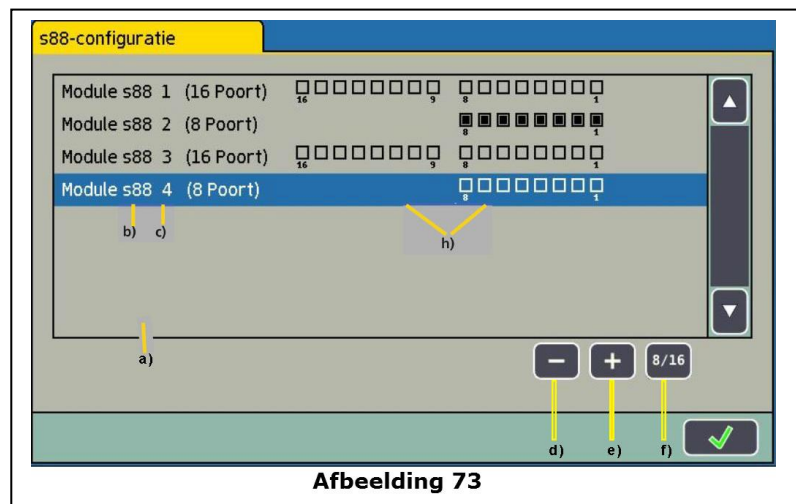 s88-configuratie
Module s88 1 (16 Poort)
16 9 8 1
Module s88 2 (8 Poort)
8 1
Module s88 3 (16 Poort)
16 9 8 1
Module s88 4 (8 Poort)
8 1
b) c) h)
a)
− + 8/16
d) e) f)
Afbeelding 73